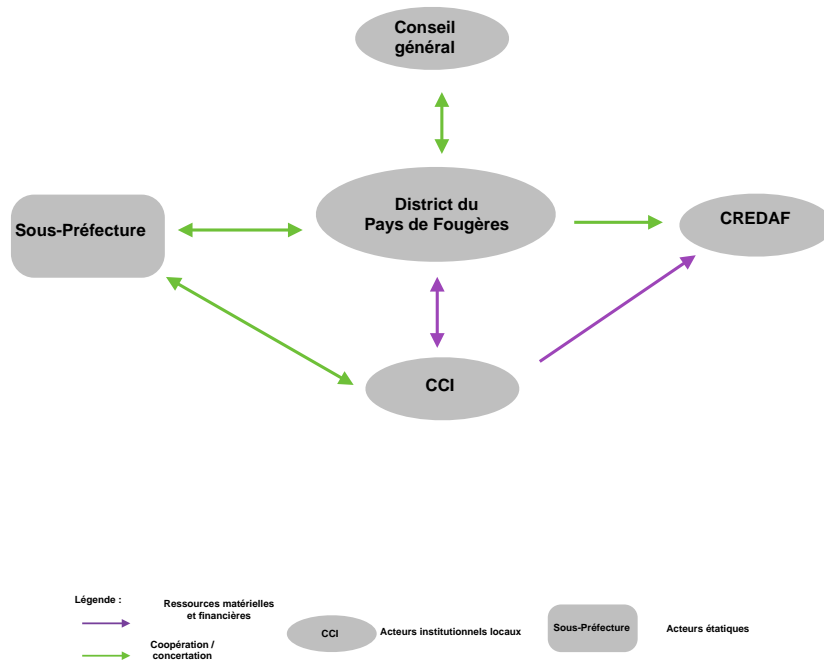 Conseil
général
District du
Pays de Fougères
Sous-Préfecture
CREDAF
CCI
Légende :
Ressources matérielles
et financières
Coopération /
concertation
CCI
Acteurs institutionnels locaux
Sous-Préfecture
Acteurs étatiques